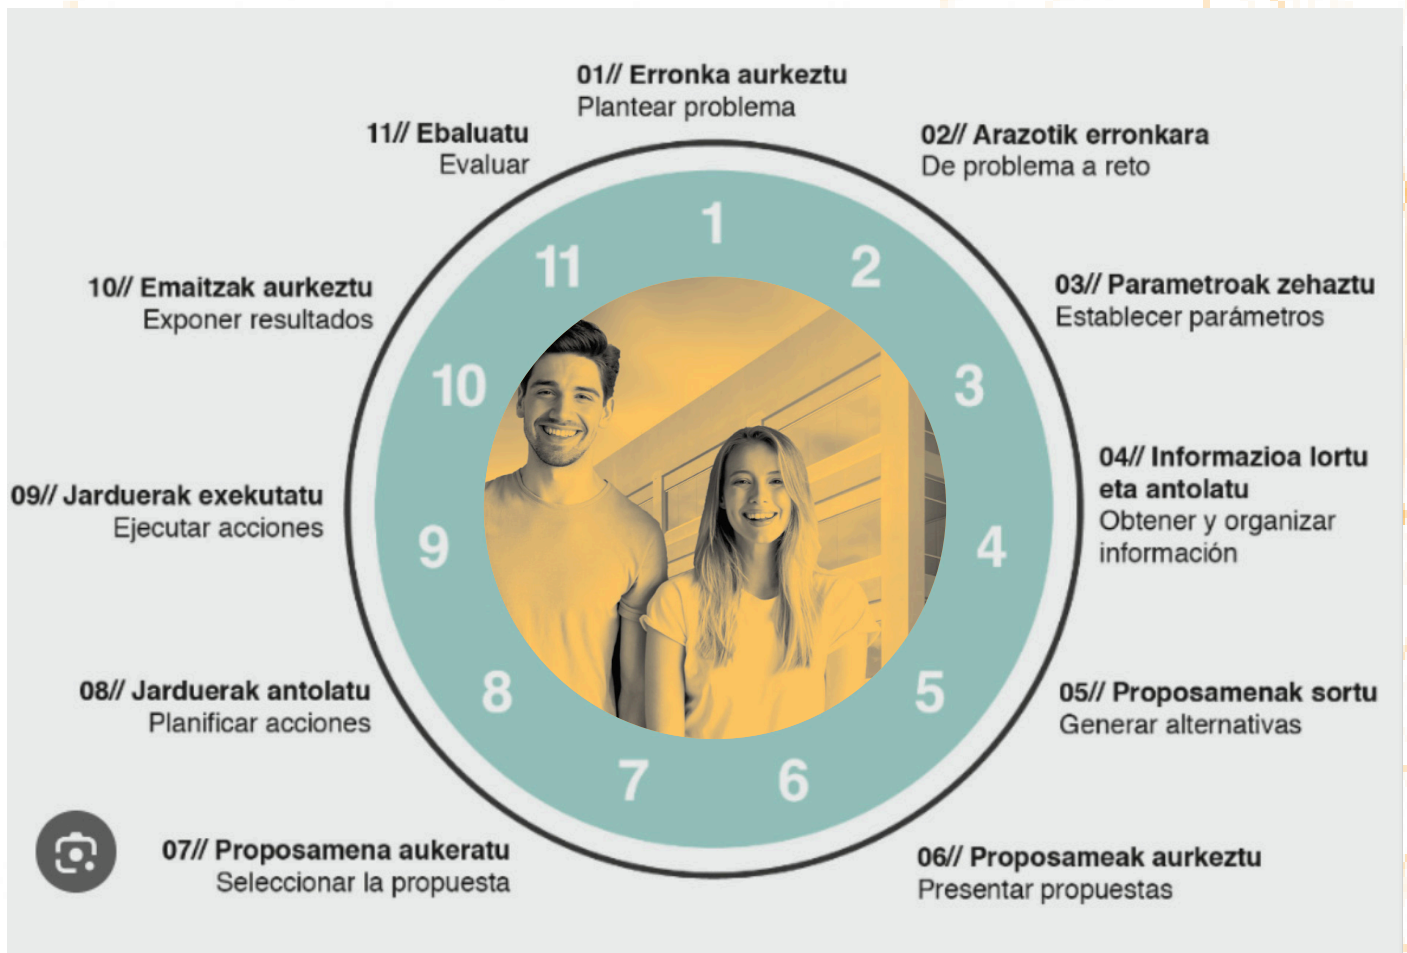 01// Erronka aurkeztu
Plantear problema
02// Arazotik erronkara
De problema a reto
03// Parametroak zehaztu
Establecer parámetros
04// Informazioa lortu
eta antolatu
Obtener y organizar
información
05// Proposamenak sortu
Generar alternativas
06// Proposameak aurkeztu
Presentar propuestas
07// Proposamena aukeratu
Seleccionar la propuesta
08// Jarduerak antolatu
Planificar acciones
09// Jarduerak exekutatu
Ejecutar acciones
10// Emaitzak aurkeztu
Exponer resultados
11// Ebaluatu
Evaluar
1
2
3
4
5
6
7
8
9
10
11